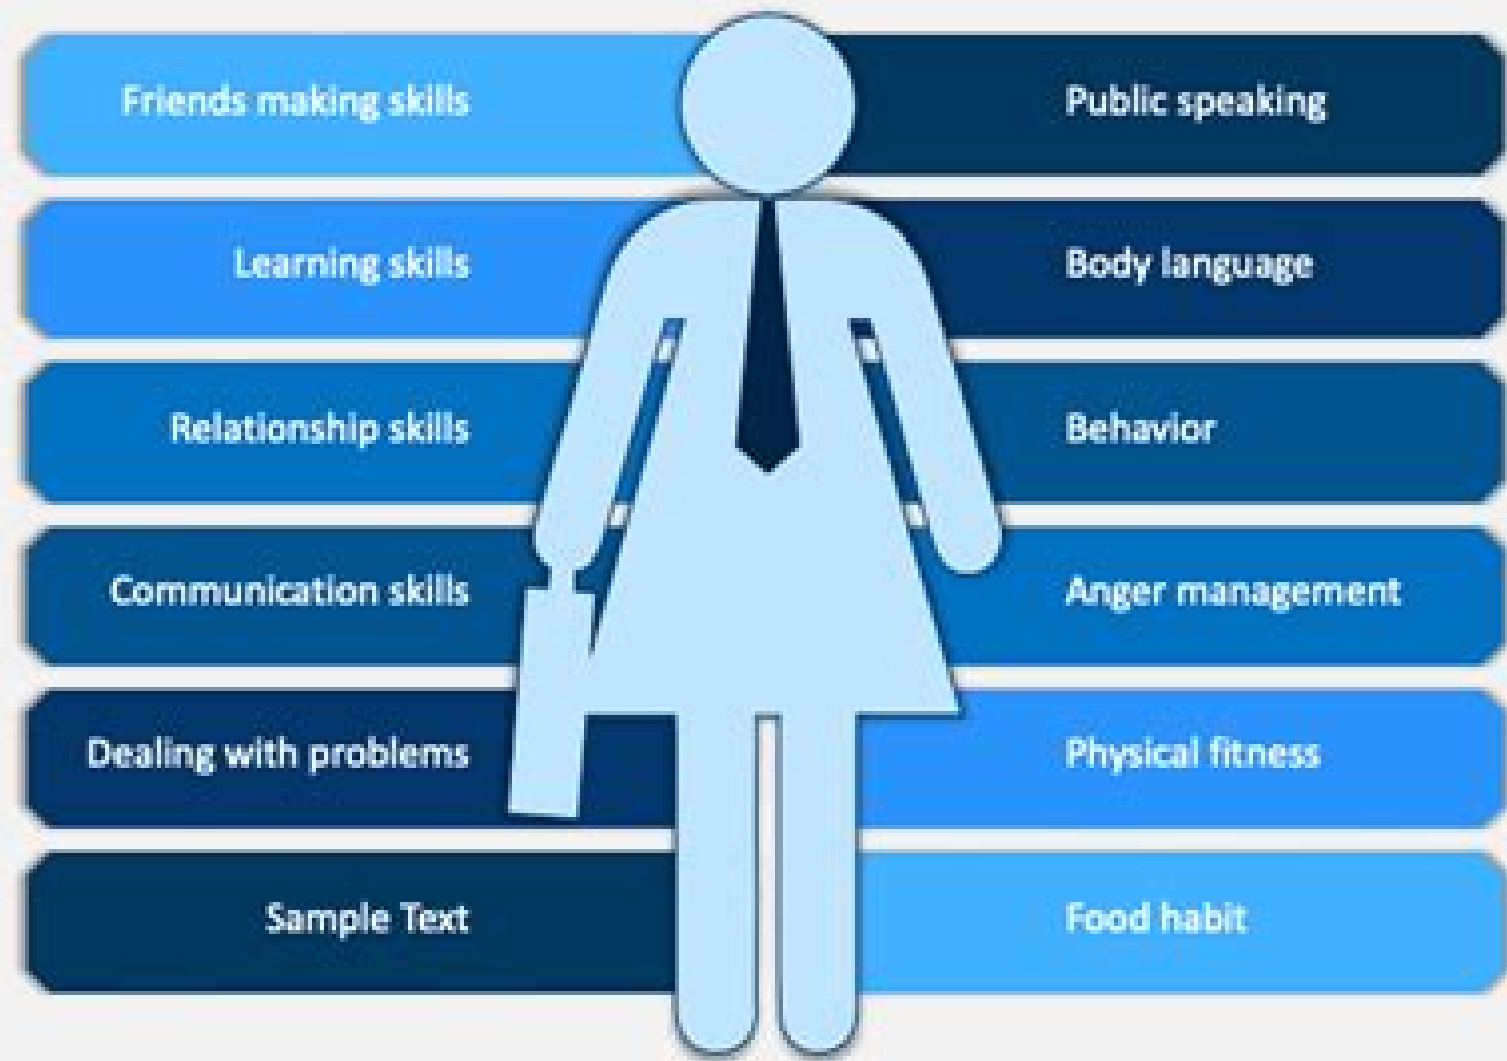 Friends making skills
Public speaking
Learning skills
Body language
Relationship skills
Behavior
Communication skills
Anger management
Dealing with problems
Physical fitness
Sample Text
Food habit